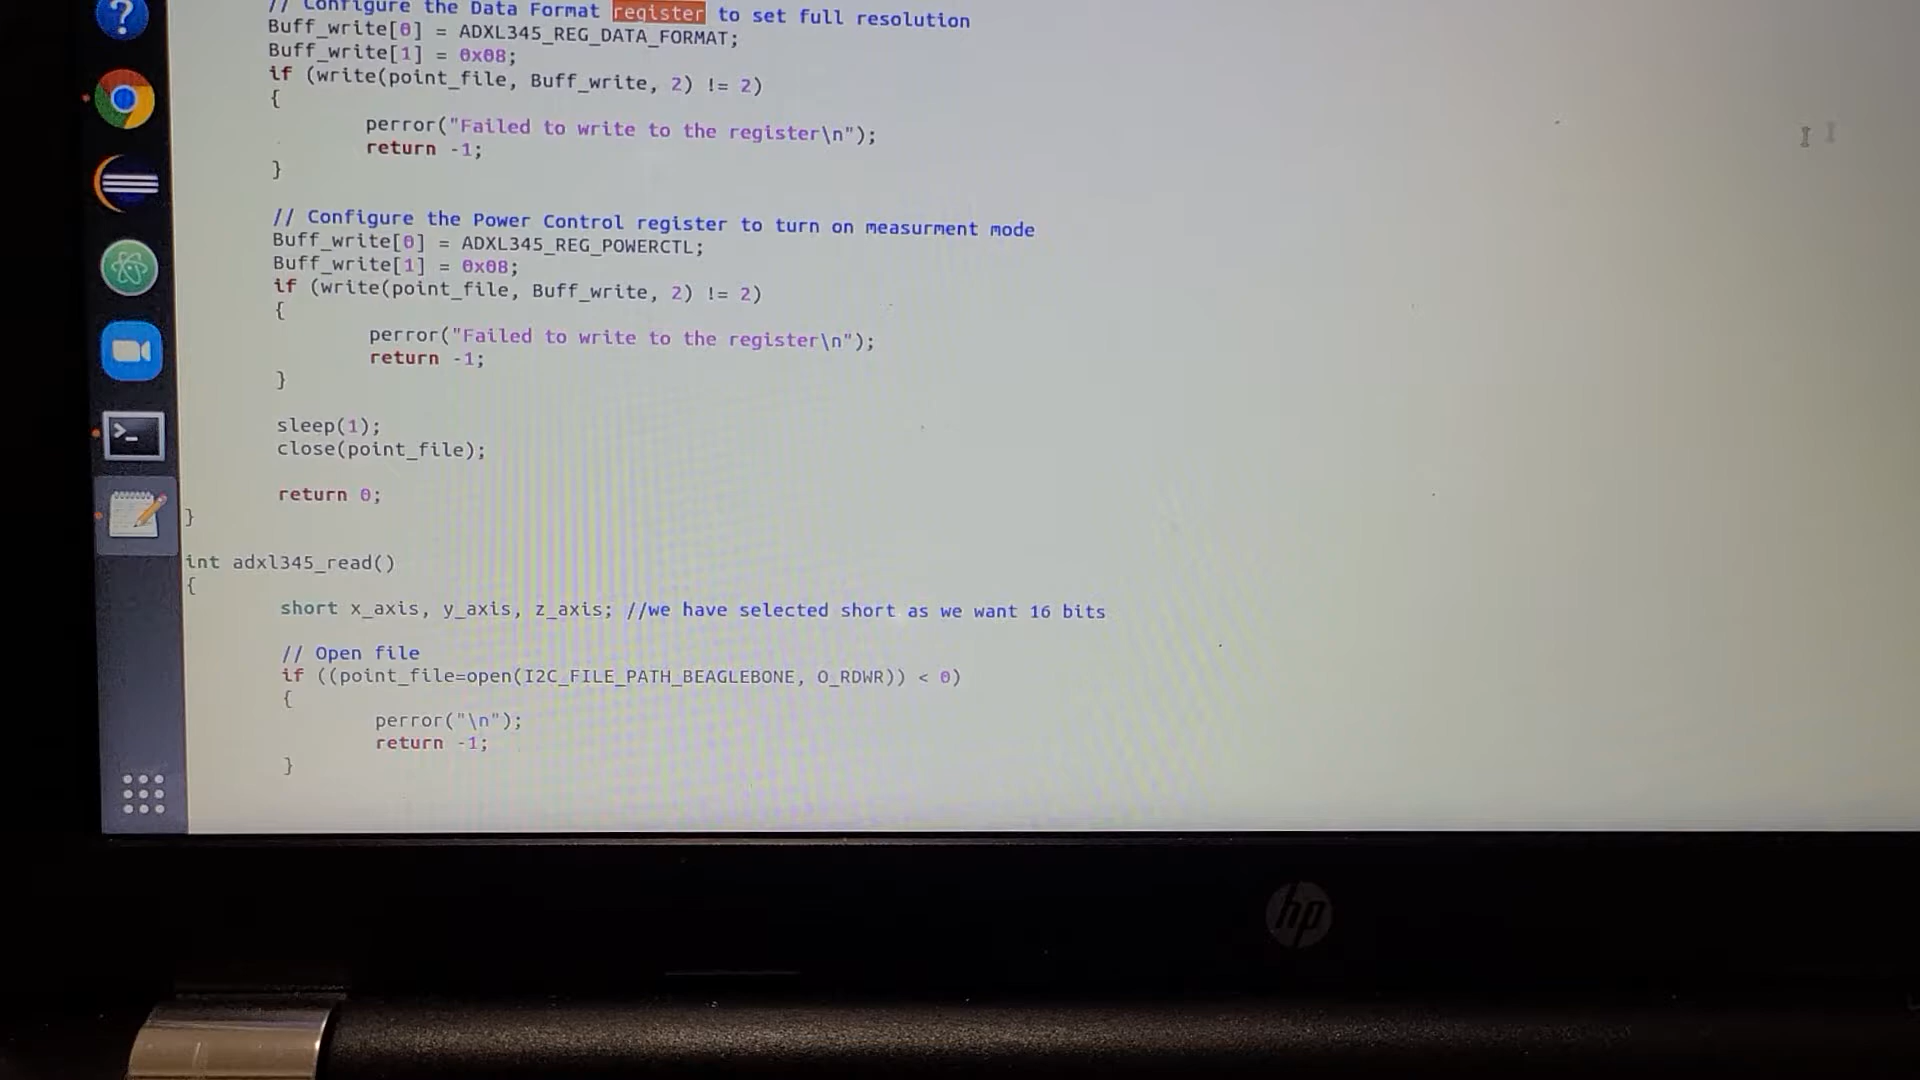 // Configure the Data Format register to set full resolution
Buff_write[0] = ADXL345_REG_DATA_FORMAT;
Buff_write[1] = 0x08;
if (write(point_file, Buff_write, 2) != 2)
{
perror("Failed to write to the register\n");
return -1;
}
// Configure the Power Control register to turn on measurment mode
Buff_write[0] = ADXL345_REG_POWERCTL;
Buff_write[1] = 0x08;
if (write(point_file, Buff_write, 2) != 2)
{
perror("Failed to write to the register\n");
return -1;
}
sleep(1);
close(point_file);
return 0;
}
int adxl345_read()
{
short x_axis, y_axis, z_axis; //we have selected short as we want 16 bits
// Open file
if ((point_file=open(I2C_FILE_PATH_BEAGLEBONE, O_RDWR)) < 0)
{
perror("\n");
return -1;
}
hp